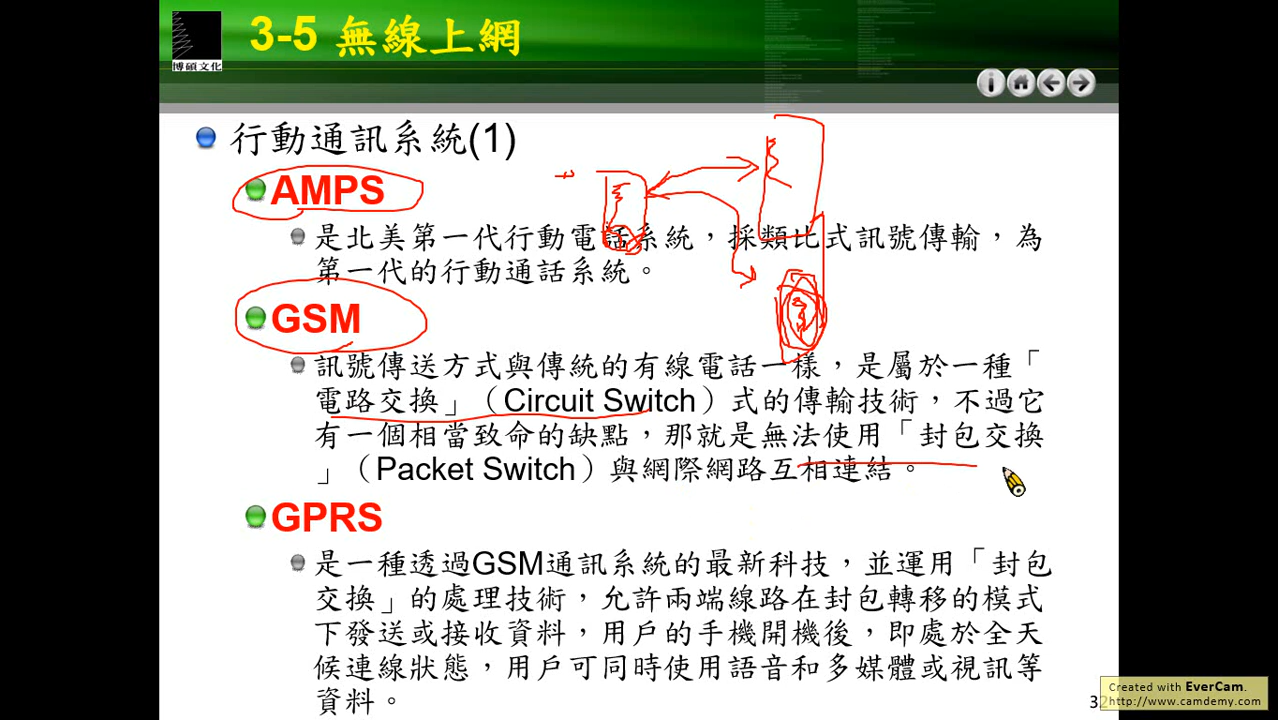 3-5 無線上網
博碩文化
行動通訊系統(1)
AMPS
是北美第一代行動電話系統，採類比式訊號傳輸，為
第一代的行動通話系統。
GSM
訊號傳送方式與傳統的有線電話一樣，是屬於一種「
電路交換」（Circuit Switch）式的傳輸技術，不過它
有一個相當致命的缺點，那就是無法使用「封包交換
」（Packet Switch）與網際網路互相連結。
GPRS
是一種透過GSM通訊系統的最新科技，並運用「封包
交換」的處理技術，允許兩端線路在封包轉移的模式
下發送或接收資料，用戶的手機開機後，即處於全天
候連線狀態，用戶可同時使用語音和多媒體或視訊等
資料。
32
Created with EverCam.
http://www.camdemy.com